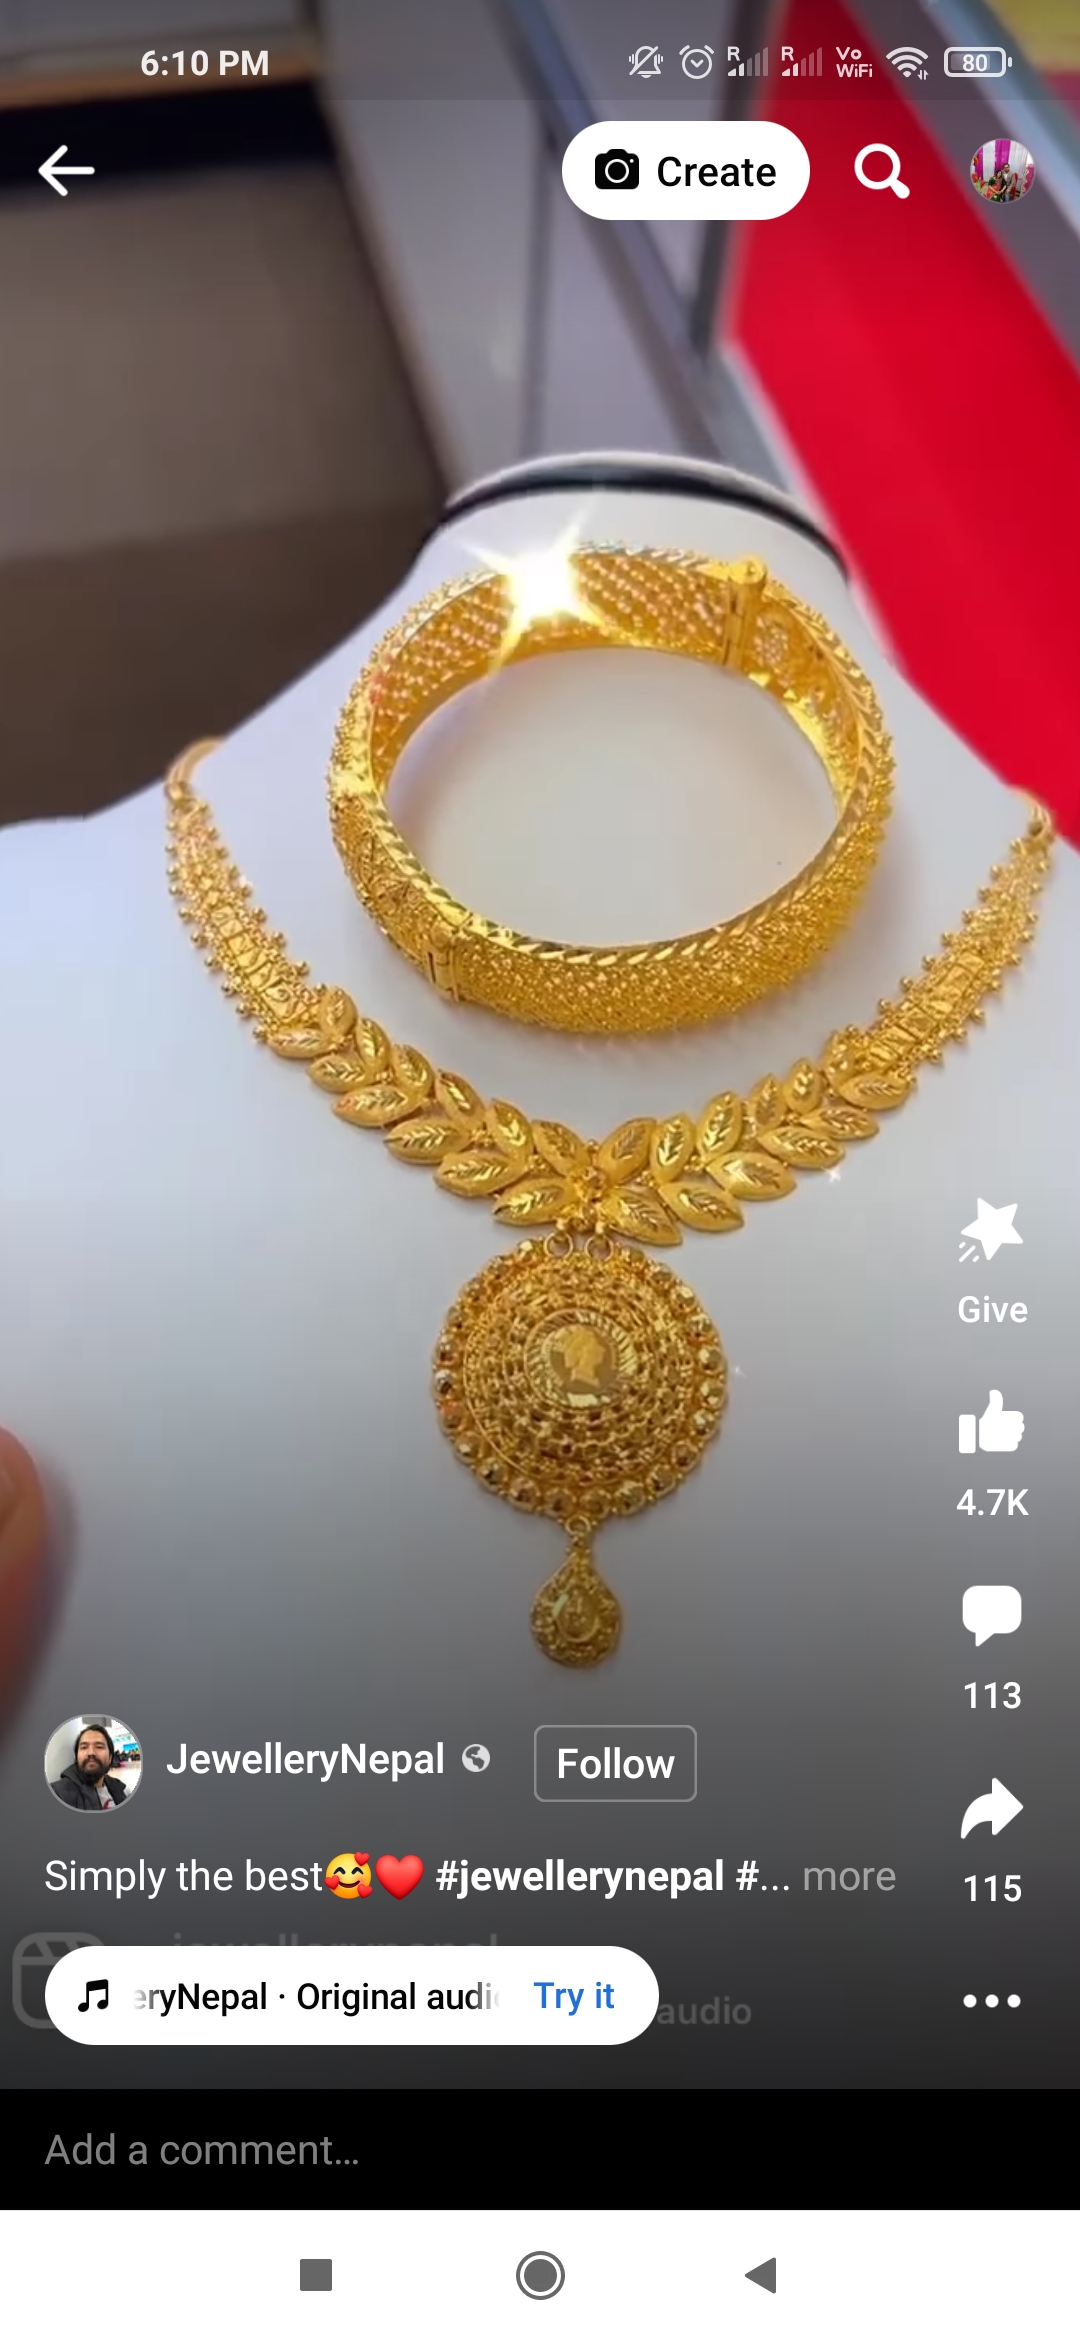 6:10 PM
R R Vo WiFi 80
Create
Give
4.7K
113
JewelleryNepal Follow
Simply the best🥰❤️ #jewellerynepal #... more
115
eryNepal · Original audi Try it
audio
Add a comment...